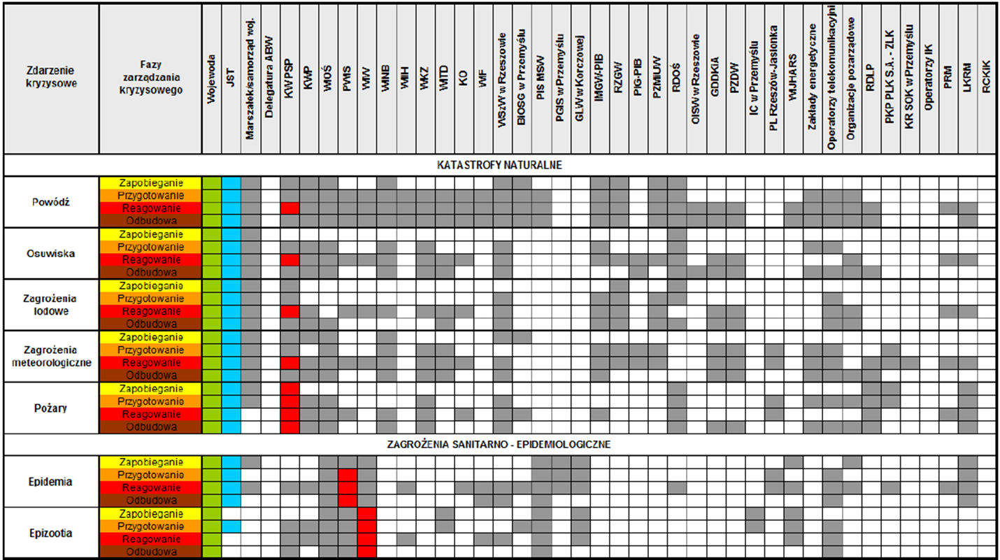 Zdarzenie
kryzysowe
Fazy
zarządzania
kryzysowego
Wojewoda
JST
Marszałek/samorząd woj.
Delegatura ABW
KW PSP
KWP
WIOŚ
PWIS
WLW
WINB
WIH
WKZ
WITD
KO
WF
WSzW w Rzeszowie
BiOSG w Przemyślu
PIS MSW
PGIS w Przemyślu
GLW w Korczowej
IMGW-PIB
RZGW
PIG-PIB
PZMiUW
RDOŚ
OISW w Rzeszowie
GDDKiA
PZDW
IC w Przemyślu
PL Rzeszów-Jasionka
WIJHARS
Zakłady energetyczne
Operatorzy telekomunikacyjni
Organizacje pozarządowe
RDLP
PKP PLK S.A. - ZLK
KR SOK w Przemyślu
Operatorzy IK
PRM
LKRM
RCKiK
KATASTROFY NATURALNE
Powódź
Zapobieganie
Przygotowanie
Reagowanie
Odbudowa
Osuwiska
Zapobieganie
Przygotowanie
Reagowanie
Odbudowa
Zagrożenia
lodowe
Zapobieganie
Przygotowanie
Reagowanie
Odbudowa
Zagrożenia
meteorologiczne
Zapobieganie
Przygotowanie
Reagowanie
Odbudowa
Pożary
Zapobieganie
Przygotowanie
Reagowanie
Odbudowa
ZAGROŻENIA SANITARNO - EPIDEMIOLOGICZNE
Epidemia
Zapobieganie
Przygotowanie
Reagowanie
Odbudowa
Epizootia
Zapobieganie
Przygotowanie
Reagowanie
Odbudowa